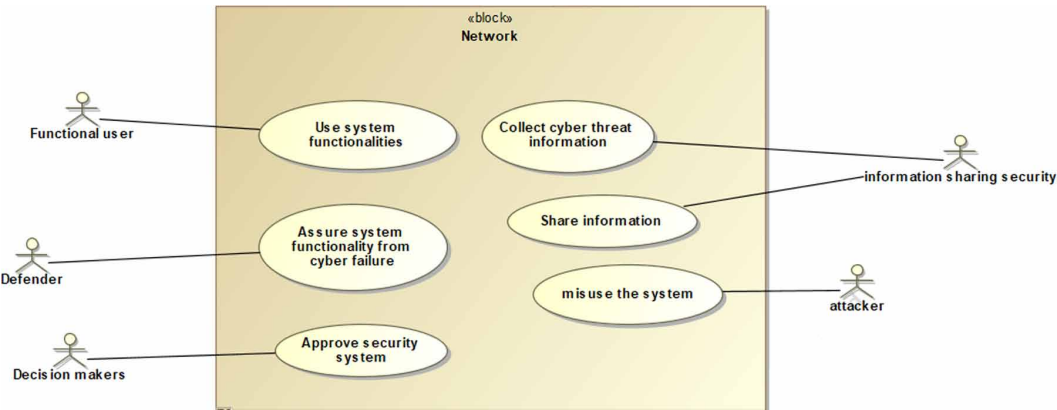 «block»
Network
Functional user
Use system
functionalities
Collect cyber threat
information
information sharing security
Share information
Assure system
functionality from
cyber failure
Defender
misuse the system
attacker
Approve security
system
Decision makers